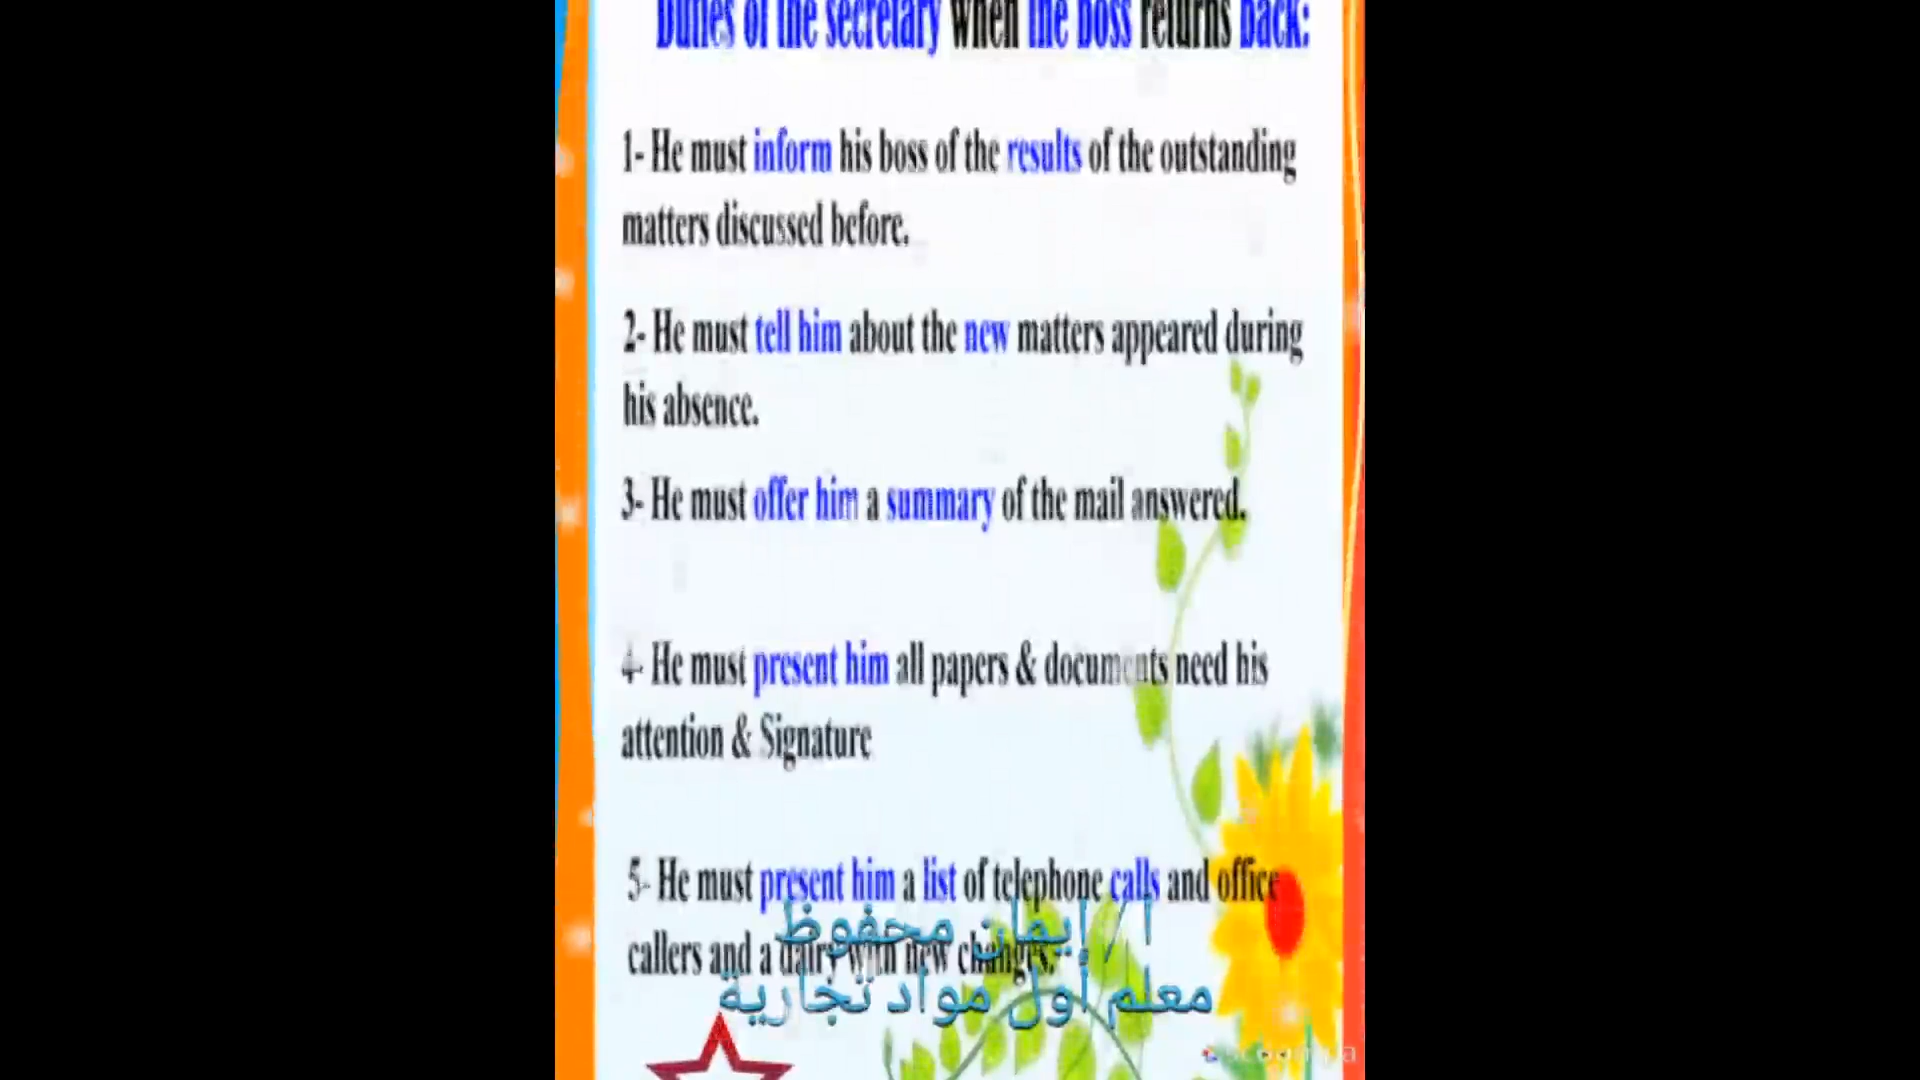 Duties of the secretary when the boss returns back:
1- He must inform his boss of the results of the outstanding
matters discussed before.
2- He must tell him about the new matters appeared during
his absence.
3- He must offer him a summary of the mail answered.
4- He must present him all papers & documents need his
attention & Signature
5- He must present him a list of telephone calls and office
callers and a dairy with new changes.
أ / إيمان محفوظ
معلم أول مواد تجارية